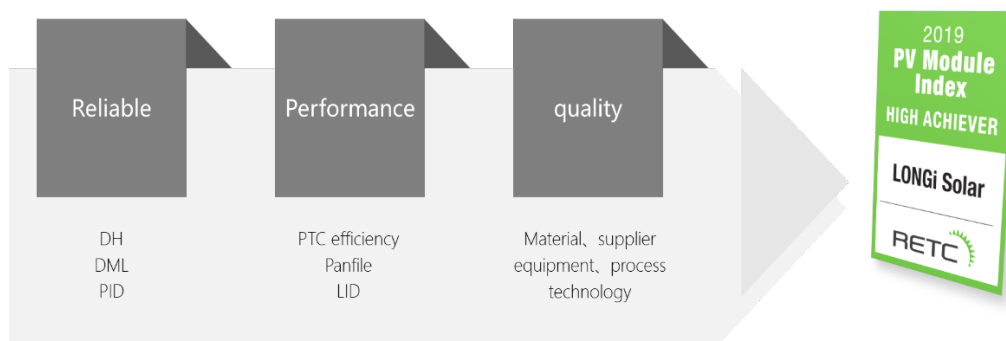 Reliable
Performance
quality
DH
DML
PID
PTC efficiency
Panfile
LID
Material、supplier
equipment、process
technology
2019
PV Module
Index
HIGH ACHIEVER
LONGi Solar
RETC